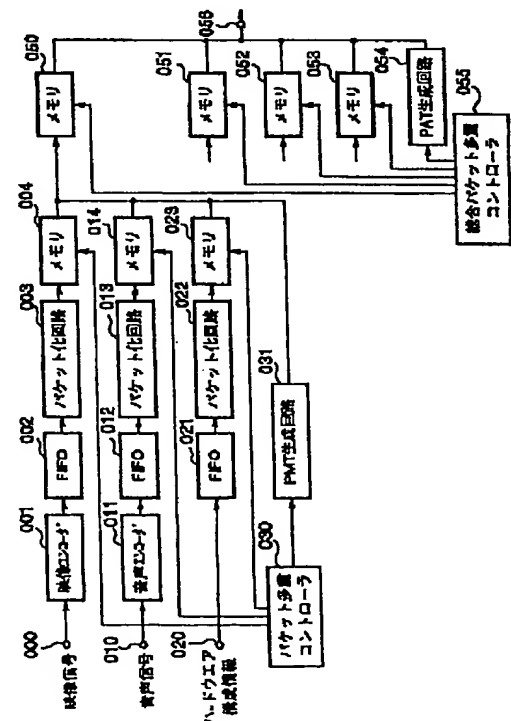 000
映像信号
001
映像エンコーダ
002
FIFO
003
パケット化回路
004
メモリ
010
音声信号
011
音声エンコーダ
012
FIFO
013
パケット化回路
014
メモリ
020
ハードウエア
構成情報
021
FIFO
022
パケット化回路
023
メモリ
030
パケット多重
コントローラ
031
PMT生成回路
050
メモリ
051
メモリ
052
メモリ
053
メモリ
054
PAT生成回路
055
総合パケット多重
コントローラ
056